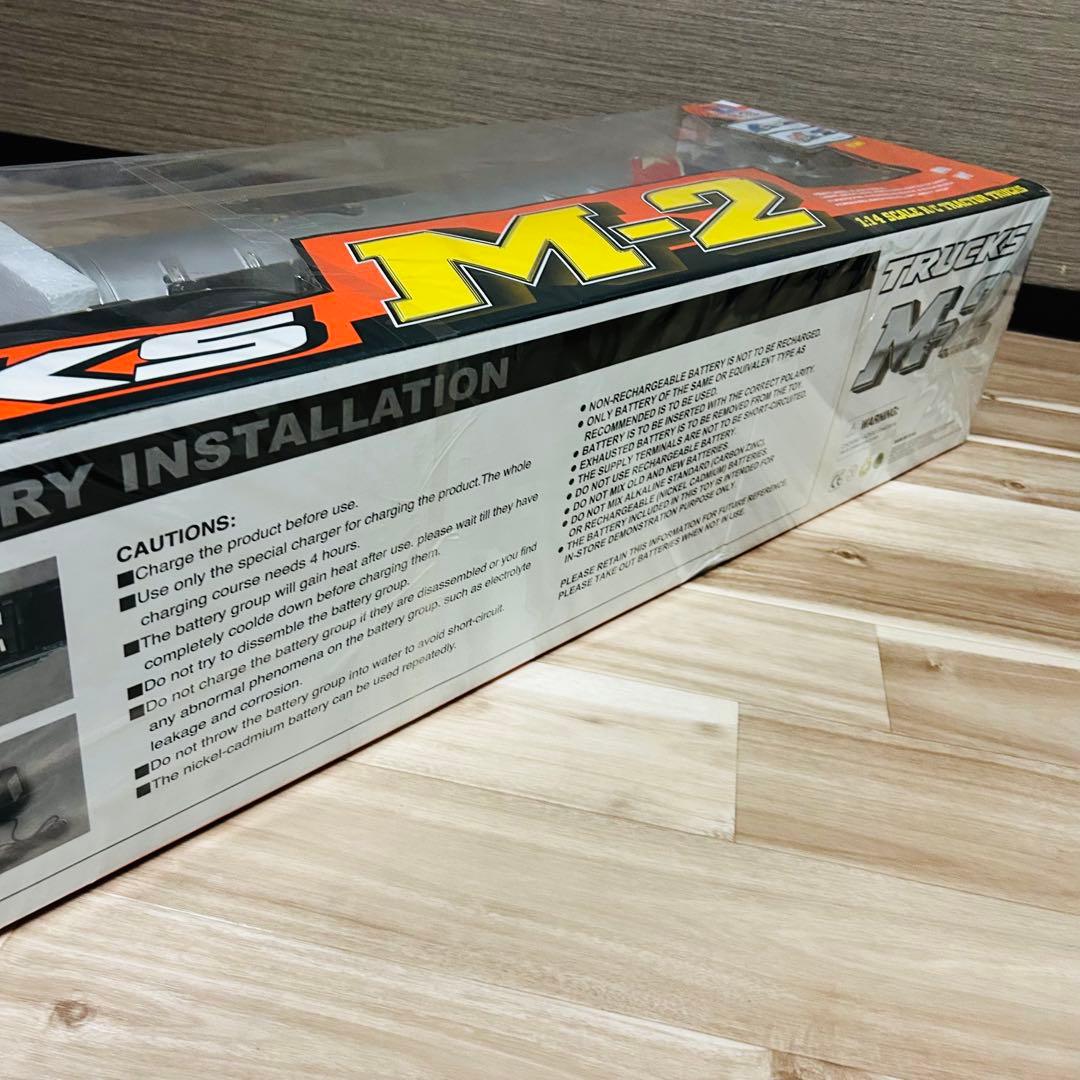 KS M-2
1:14 SCALE R/C TRACTOR TRUCKS
RY INSTALLATION
CAUTIONS:
Charge the product before use.
Use only the special charger for charging the product.The whole
charging course needs 4 hours.
The battery group will gain heat after use. please wait till they have
completely coolde down before charging them.
Do not try to dissemble the battery group.
Do not charge the battery group if they are disassembled or you find
any abnormal phenomena on the battery group. such as electrolyte
leakage and corrosion.
Do not throw the battery group into water to avoid short-circuit.
The nickel-cadmium battery can be used repeatedly.
• NON-RECHARGEABLE BATTERY IS NOT TO BE RECHARGED.
• ONLY BATTERY OF THE SAME OR EQUIVALENT TYPE AS
RECOMMENDED IS TO BE USED.
• BATTERY IS TO BE INSERTED WITH THE CORRECT POLARITY.
• EXHAUSTED BATTERY IS TO BE REMOVED FROM THE TOY.
• THE SUPPLY TERMINALS ARE NOT TO BE SHORT-CIRCUITED.
• DO NOT USE RECHARGEABLE BATTERY.
• DO NOT MIX OLD AND NEW BATTERIES.
• DO NOT MIX ALKALINE STANDARD (CARBON ZINC),
OR RECHARGEABLE (NICKEL CADMIUM) BATTERIES.
• THE BATTERY INCLUDED IN THIS TOY IS INTENDED FOR
IN-STORE DEMONSTRATION PURPOSE ONLY.
PLEASE RETAIN THIS INFORMATION FOR FUTURE REFERENCE.
PLEASE TAKE OUT BATTERIES WHEN NOT IN USE.
TRUCKS
M-2
WARNING:
CE